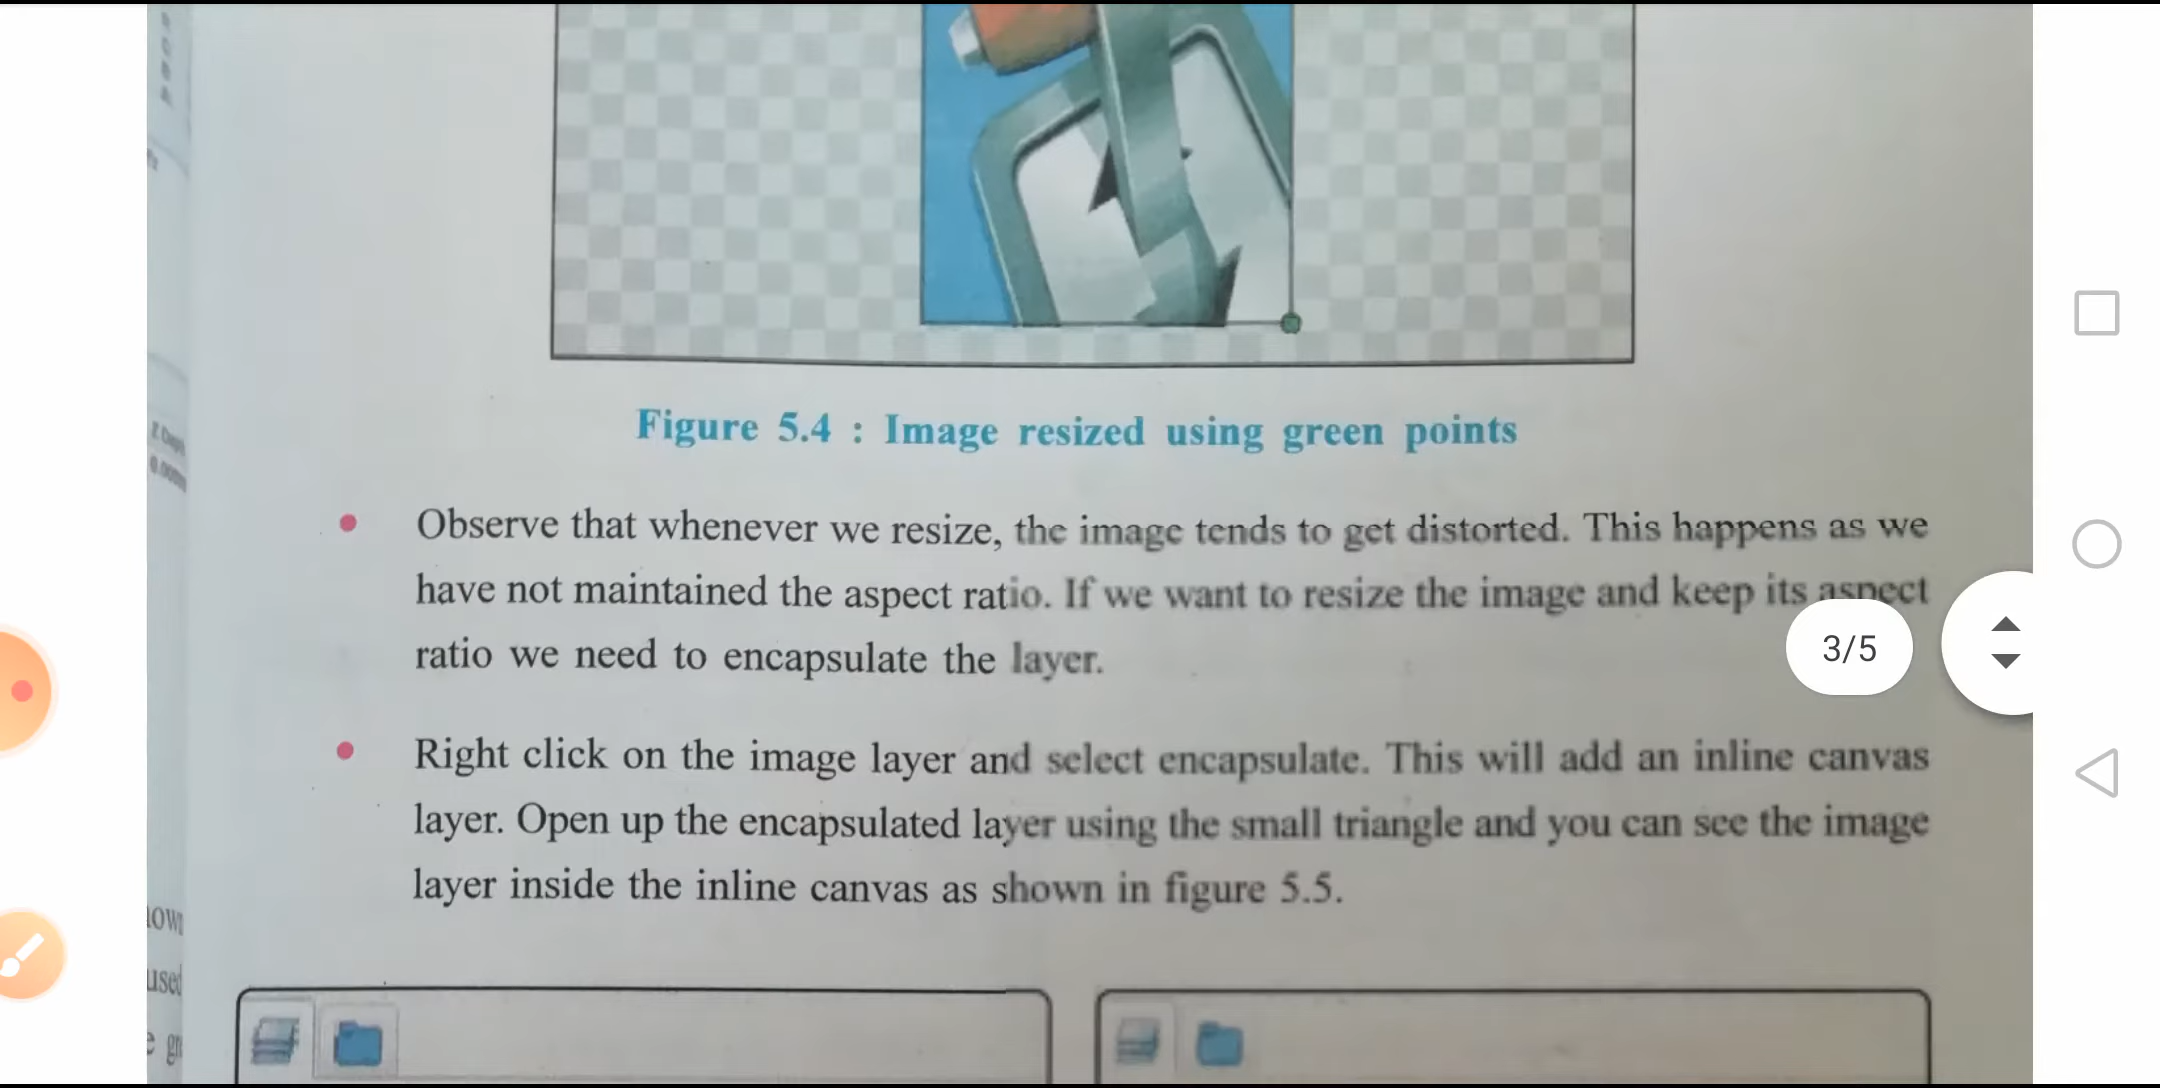 Figure 5.4 : Image resized using green points
Observe that whenever we resize, the image tends to get distorted. This happens as we
have not maintained the aspect ratio. If we want to resize the image and keep its aspect
ratio we need to encapsulate the layer.
3/5
Right click on the image layer and select encapsulate. This will add an inline canvas
layer. Open up the encapsulated layer using the small triangle and you can see the image
layer inside the inline canvas as shown in figure 5.5.
used